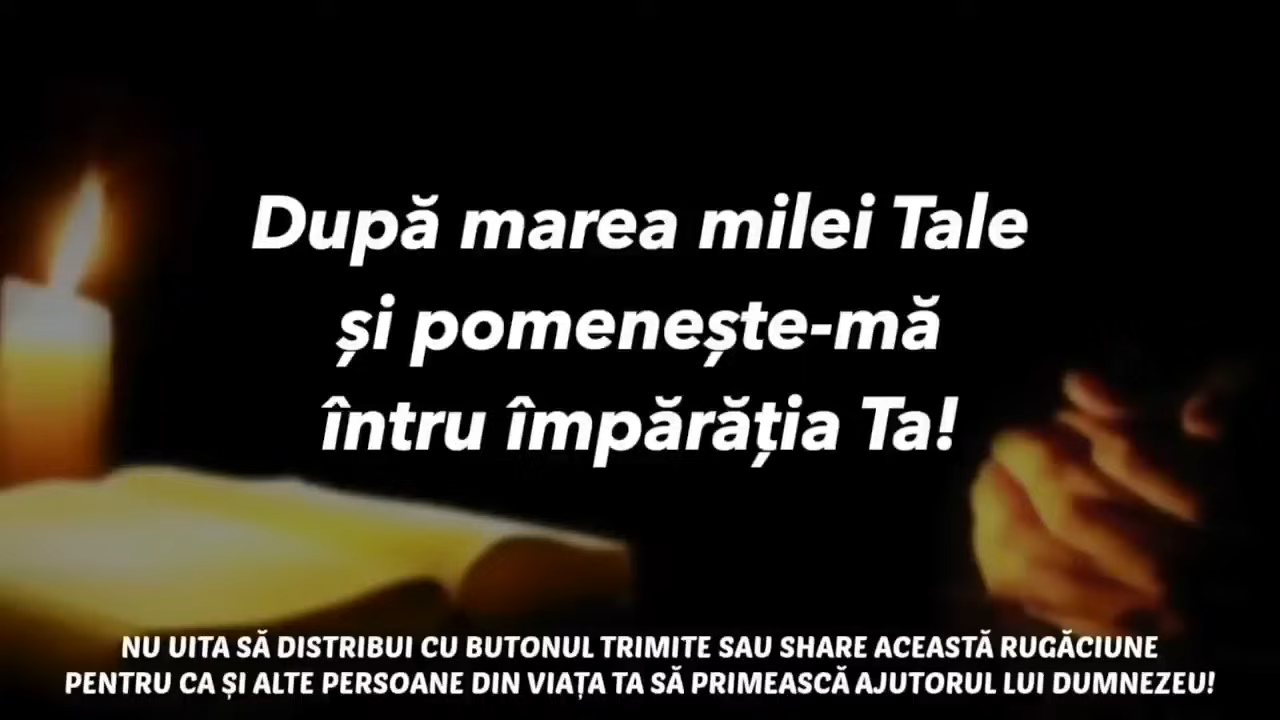 După marea milei Tale
și pomenește-mă
întru împărăția Ta!
NU UITA SĂ DISTRIBUI CU BUTONUL TRIMITE SAU SHARE ACEASTĂ RUGĂCIUNE
PENTRU CA ȘI ALTE PERSOANE DIN VIAȚA TA SĂ PRIMEASCĂ AJUTORUL LUI DUMNEZEU!